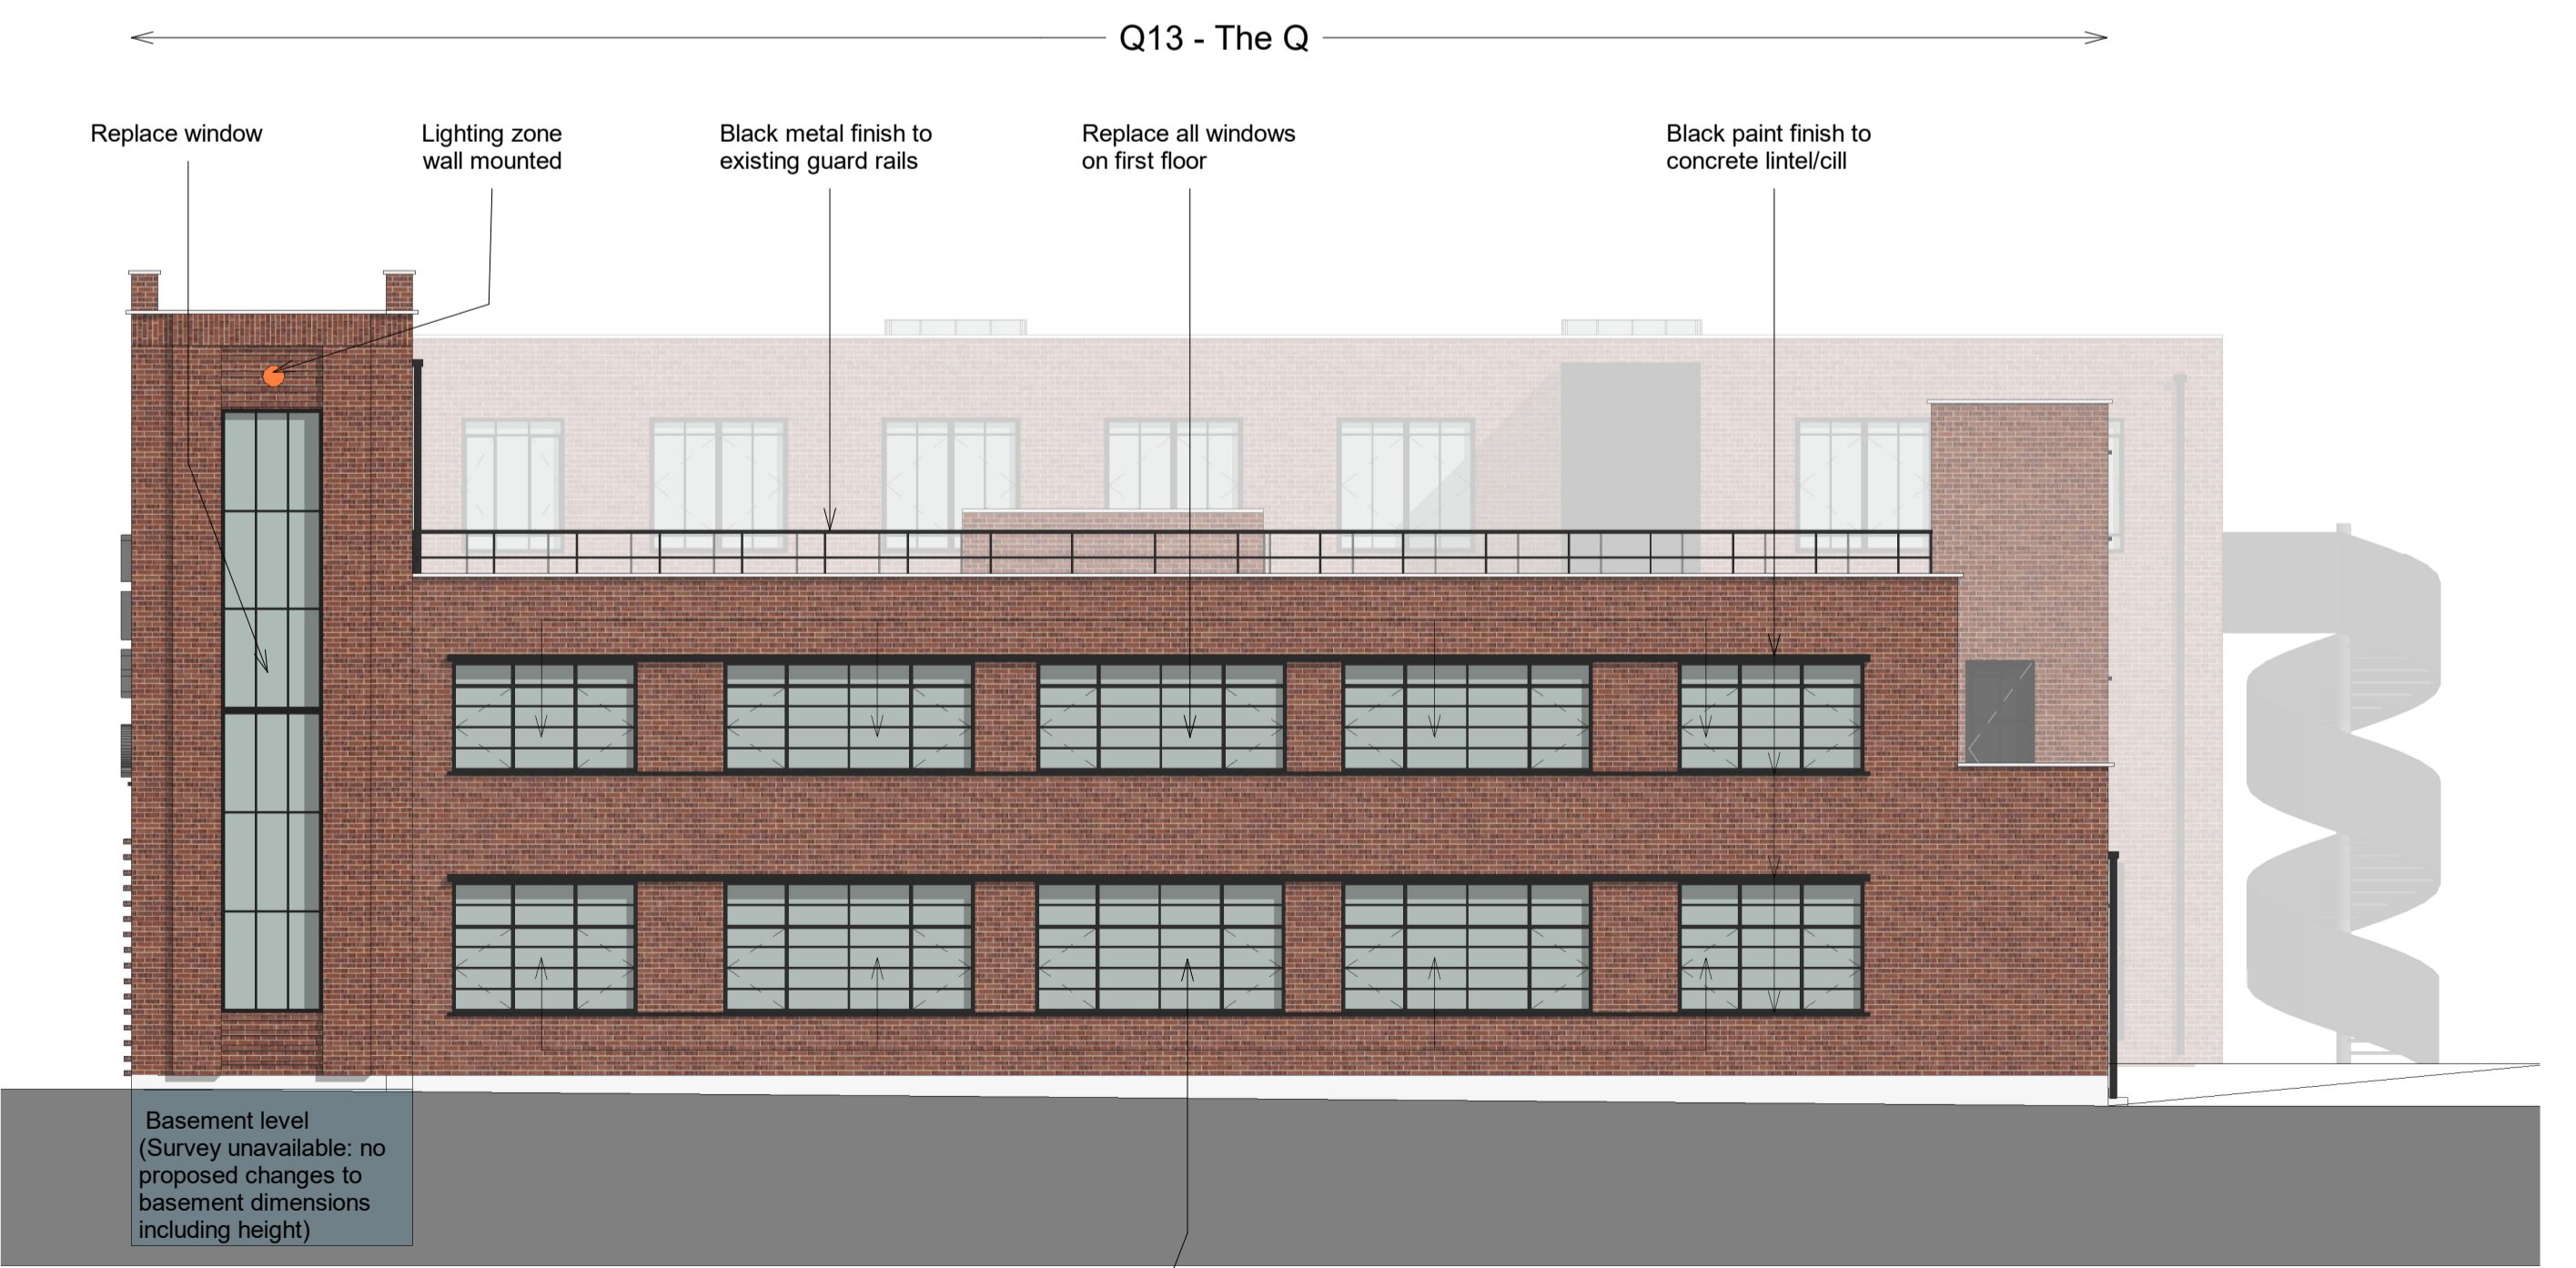 Q13 - The Q
Replace window
Lighting zone
wall mounted
Black metal finish to
existing guard rails
Replace all windows
on first floor
Black paint finish to
concrete lintel/cill
Basement level
(Survey unavailable: no
proposed changes to
basement dimensions
including height)